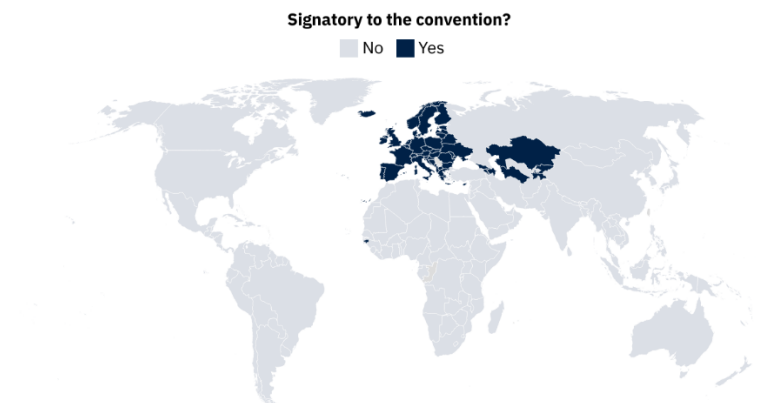 Signatory to the convention?
No Yes